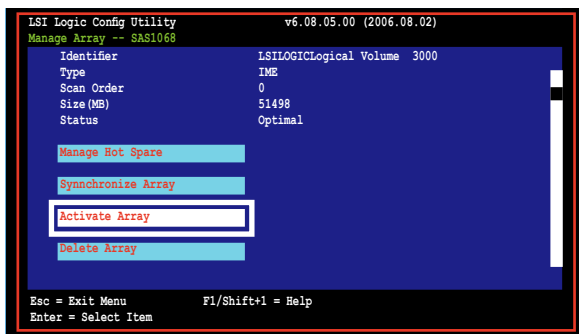 LSI Logic Config Utility v6.08.05.00 (2006.08.02)
Manage Array -- SAS1068
Identifier LSILOGICLogical Volume 3000
Type IME
Scan Order 0
Size(MB) 51498
Status Optimal
Manage Hot Spare
Synnchronize Array
Activate Array
Delete Array
Esc = Exit Menu F1/Shift+1 = Help
Enter = Select Item